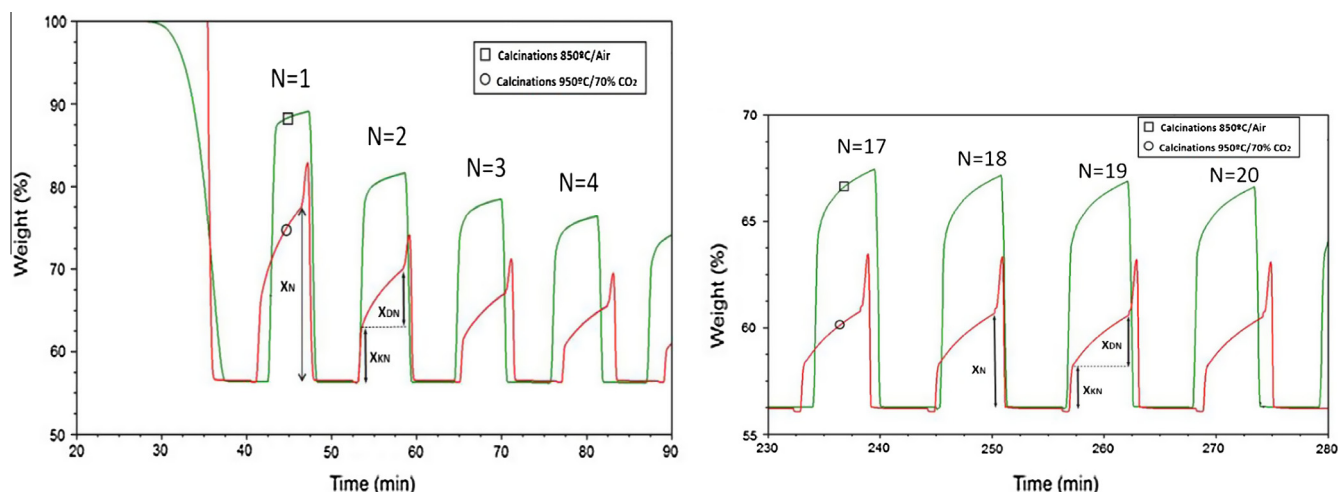 100
90
80
70
60
50
Weight (%)
20
30
40
50
60
70
80
90
Time (min)
N=1
N=2
N=3
N=4
Calcinations 850ºC/Air
Calcinations 950ºC/70% CO₂
XN
XDN
XKN
70
65
60
55
Weight (%)
230
240
250
260
270
280
Time (min)
N=17
N=18
N=19
N=20
Calcinations 850ºC/Air
Calcinations 950ºC/70% CO₂
XN
XDN
XKN